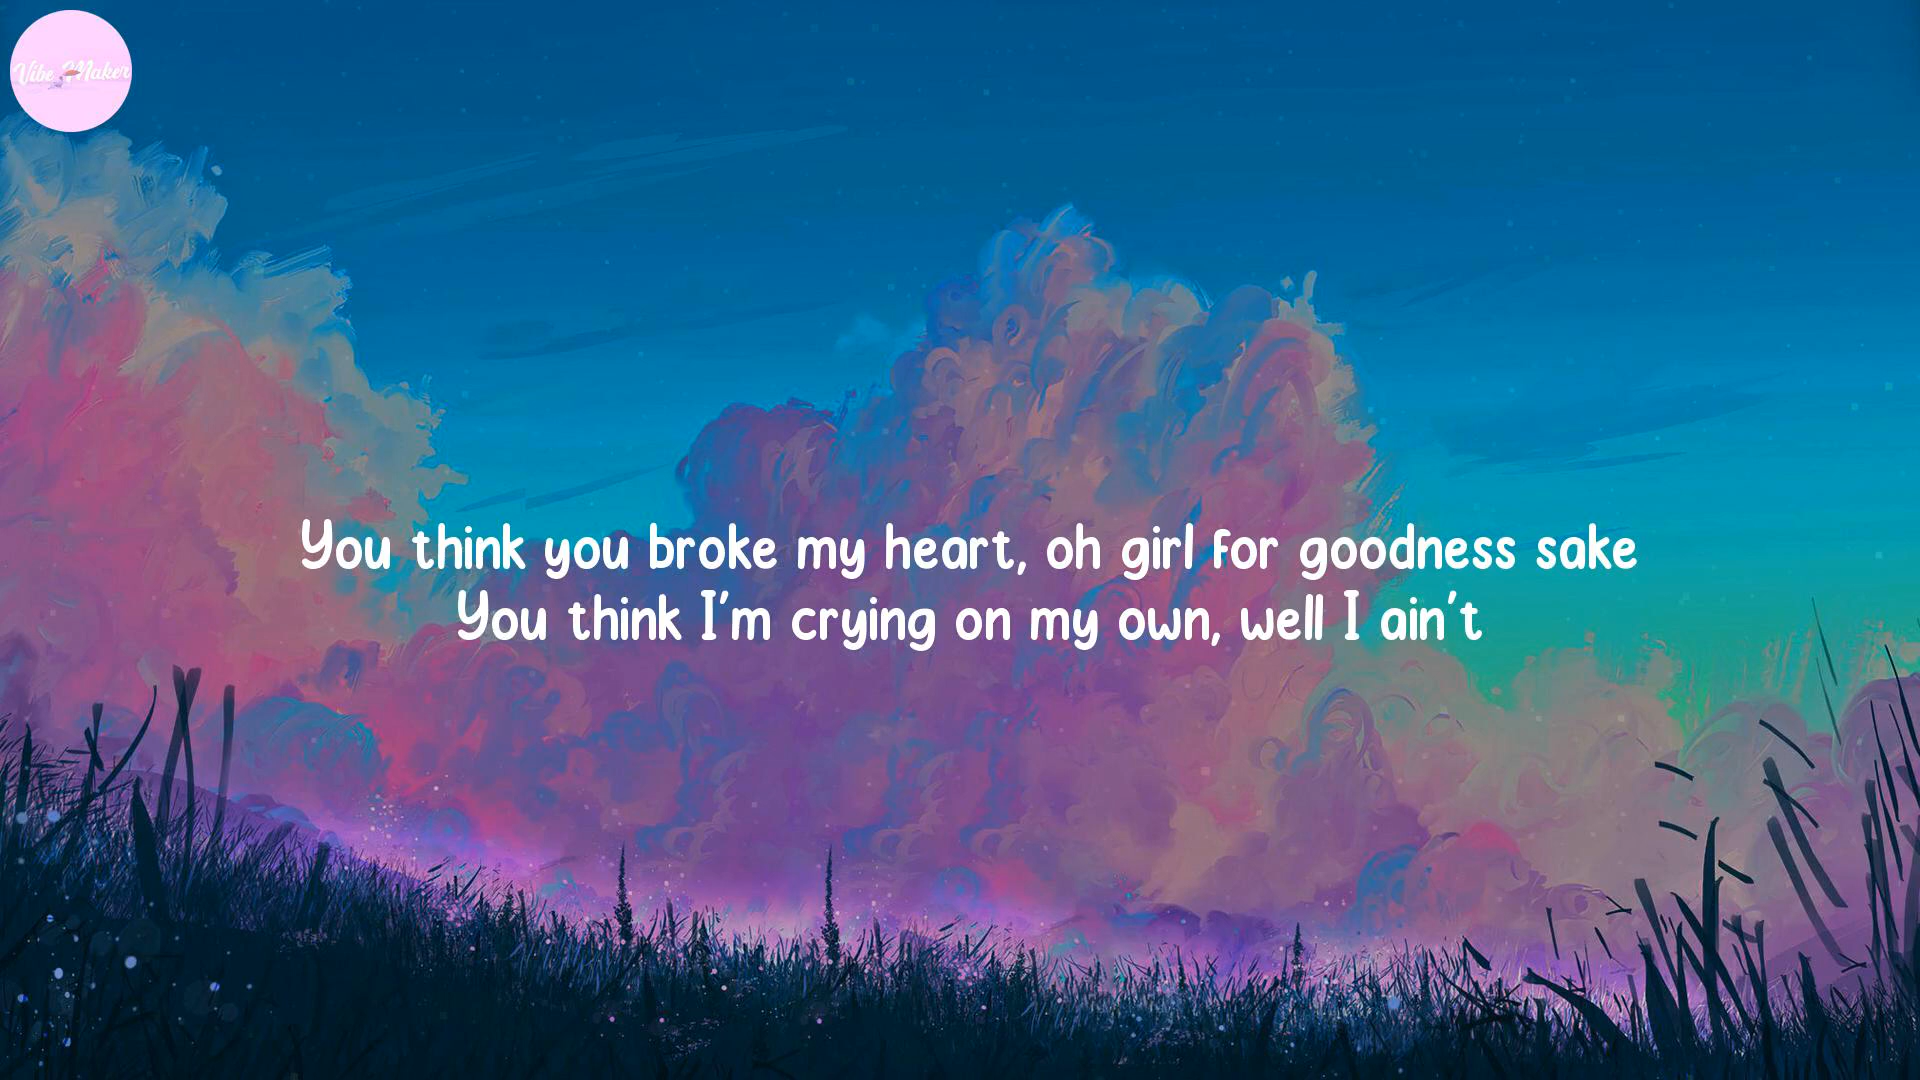 Vibe Maker
You think you broke my heart, oh girl for goodness sake
You think I'm crying on my own, well I ain't